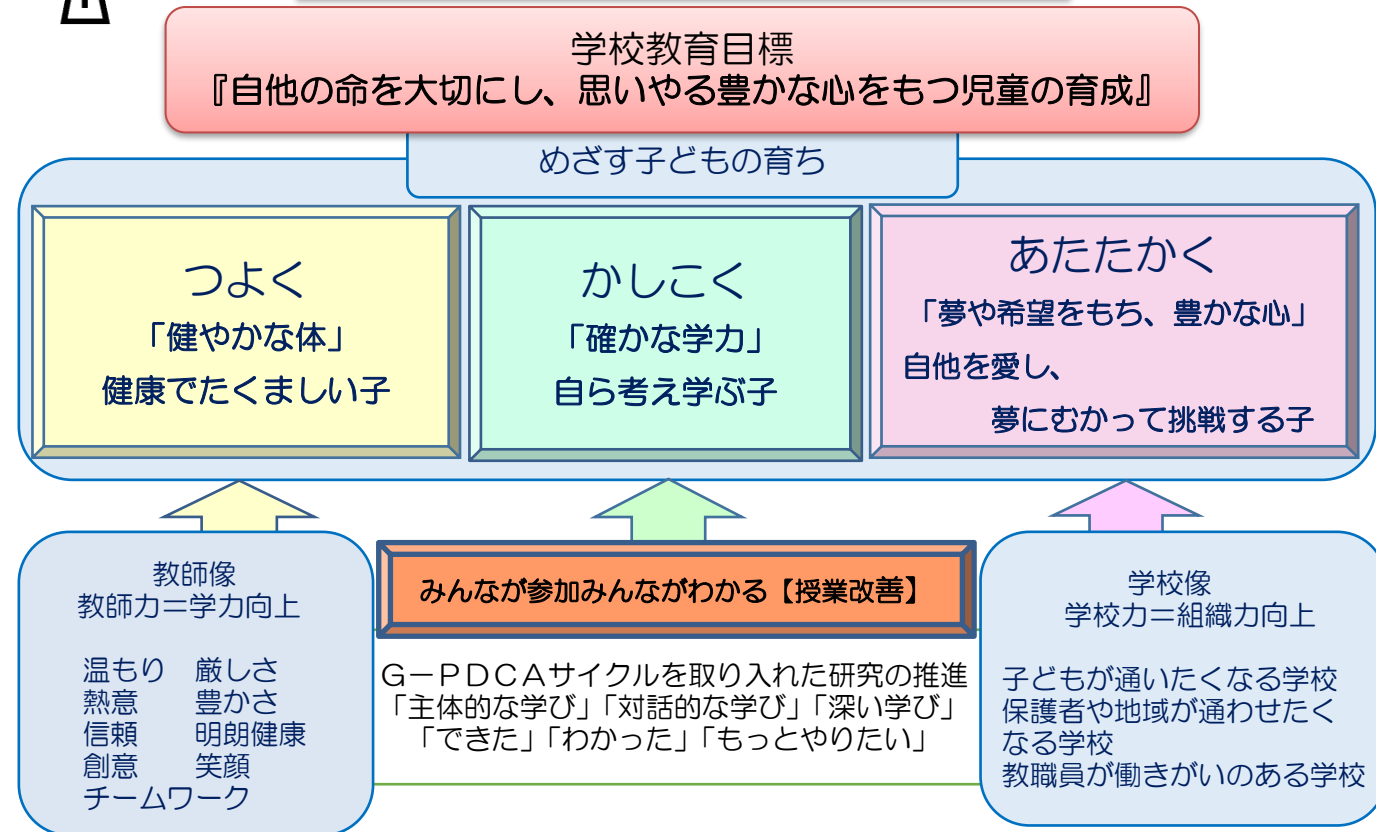 学校教育目標
『自他の命を大切にし、思いやる豊かな心をもつ児童の育成』
めざす子どもの育ち
つよく
「健やかな体」
健康でたくましい子
かしこく
「確かな学力」
自ら考え学ぶ子
あたたかく
「夢や希望をもち、豊かな心」
自他を愛し、
夢にむかって挑戦する子
教師像
教師力＝学力向上
温もり　厳しさ
熱意　豊かさ
信頼　明朗健康
創意　笑顔
チームワーク
みんなが参加みんながわかる【授業改善】
G－PDCAサイクルを取り入れた研究の推進
「主体的な学び」「対話的な学び」「深い学び」
「できた」「わかった」「もっとやりたい」
学校像
学校力＝組織力向上
子どもが通いたくなる学校
保護者や地域が通わせたく
なる学校
教職員が働きがいのある学校